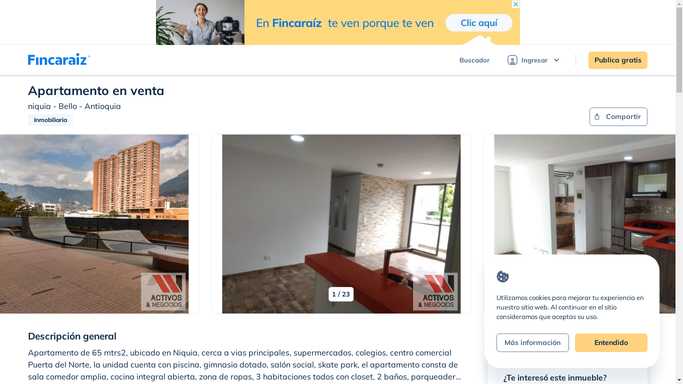 En Fincaraíz te ven porque te ven
Clic aquí
Fincaraiz
Buscador
Ingresar
Publica gratis
Apartamento en venta
niquia - Bello - Antioquia
Inmobiliaria
Compartir
ACTIVOS
& NEGOCIOS
1 / 23
ACTIVOS
& NEGOCIOS
Utilizamos cookies para mejorar tu experiencia en
nuestro sitio web. Al continuar en el sitio
consideramos que aceptas su uso.
Más información
Entendido
Descripción general
Apartamento de 65 mtrs2, ubicado en Niquia, cerca a vias principales, supermercados, colegios, centro comercial
Puerta del Norte, la unidad cuenta con piscina, gimnasio dotado, salón social, skate park, el apartamento consta de
sala comedor amplia, cocina integral abierta, zona de ropas, 3 habitaciones todos con closet, 2 baños, parqueader...
¿Te interesó este inmueble?